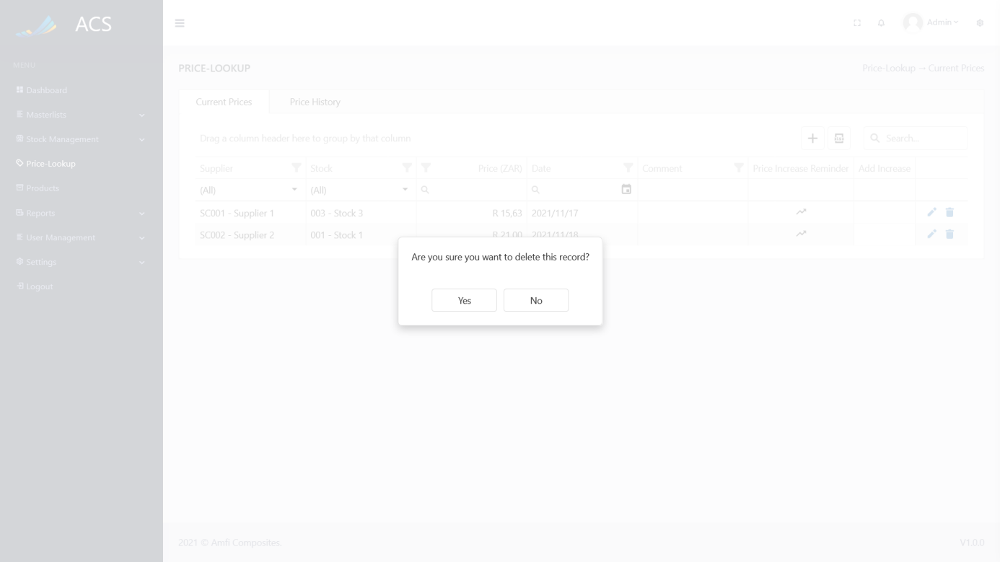 ACS
Admin
MENU
PRICE-LOOKUP
Price-Lookup → Current Prices
Dashboard
Current Prices Price History
Masterlists
Stock Management
Drag a column header here to group by that column
Search...
Price-Lookup
Supplier Stock Price (ZAR) Date Comment Price Increase Reminder Add Increase
Products
(All) (All)
Reports
SC001 - Supplier 1 003 - Stock 3 R 15,63 2021/11/17
User Management
SC002 - Supplier 2 001 - Stock 1 R 21,00 2021/11/18
Settings
Are you sure you want to delete this record?
Logout
Yes No
2021 © Amfi Composites.
V1.0.0